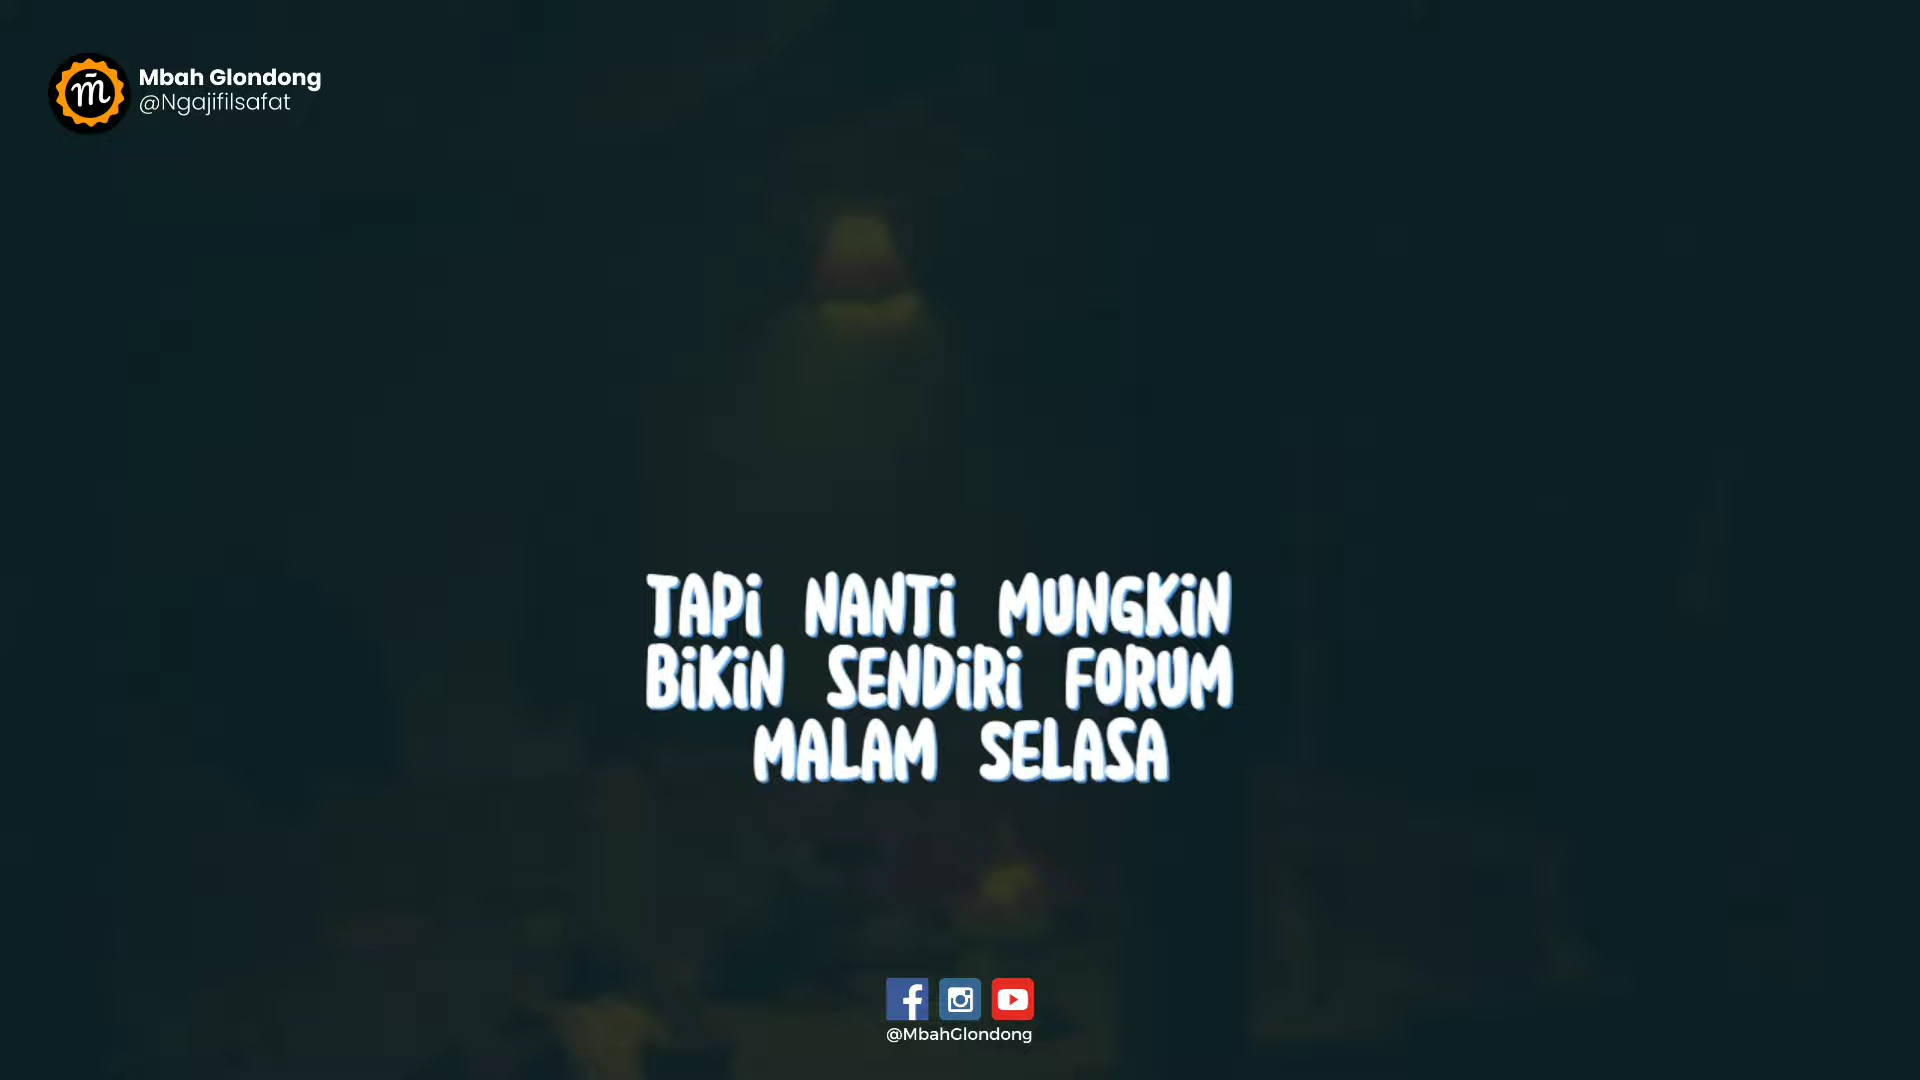 Mbah Glondong
@Ngajifilsafat
TAPi NANTi MUNGKiN
BiKiN SENDiRi FORUM
MALAM SELASA
@MbahGlondong